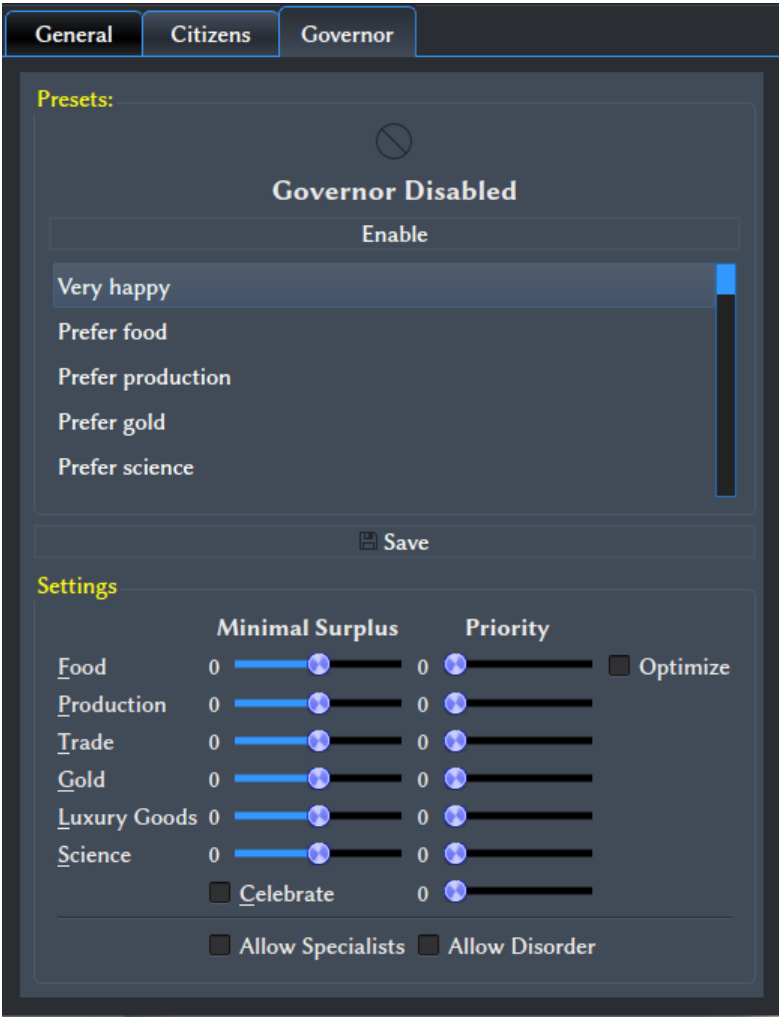 General Citizens Governor
Presets:
Governor Disabled
Enable
Very happy
Prefer food
Prefer production
Prefer gold
Prefer science
Save
Settings
Minimal Surplus Priority
Food 0 0 Optimize
Production 0 0
Trade 0 0
Gold 0 0
Luxury Goods 0 0
Science 0 0
Celebrate 0
Allow Specialists Allow Disorder